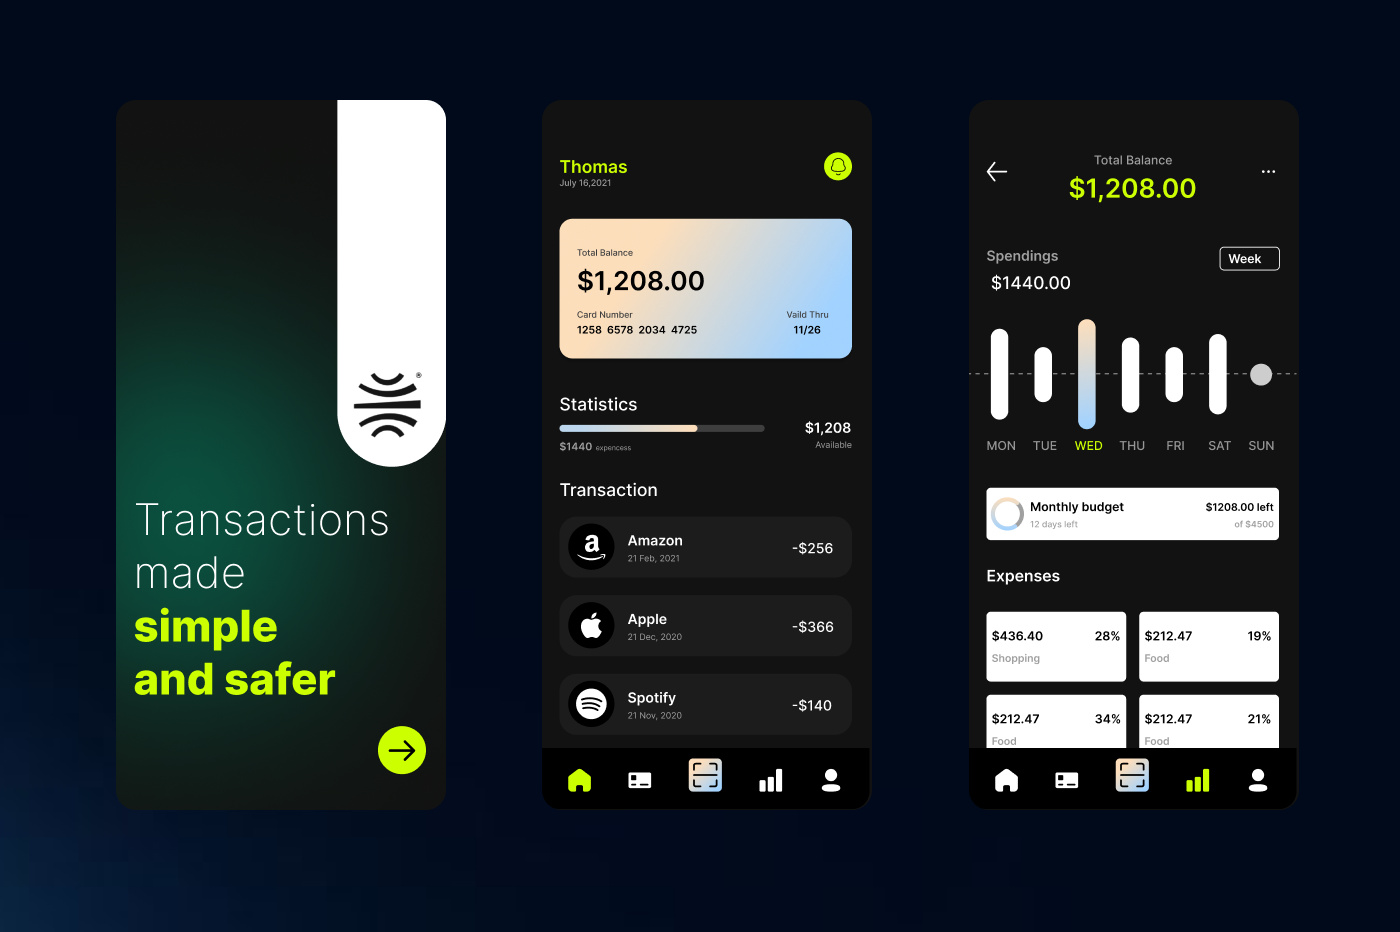 ®
Transactions
made
simple
and safer
Thomas
July 16,2021
Total Balance
$1,208.00
Card Number
Vaild Thru
1258 6578 2034 4725
11/26
Statistics
$1,208
$1440 expencess
Available
Transaction
Amazon
21 Feb, 2021
-$256
Apple
21 Dec, 2020
-$366
Spotify
21 Nov, 2020
-$140
Total Balance
$1,208.00
Spendings
Week
$1440.00
MON TUE WED THU FRI SAT SUN
Monthly budget
$1208.00 left
12 days left
of $4500
Expenses
$436.40 28%
Shopping
$212.47 19%
Food
$212.47 34%
Food
$212.47 21%
Food